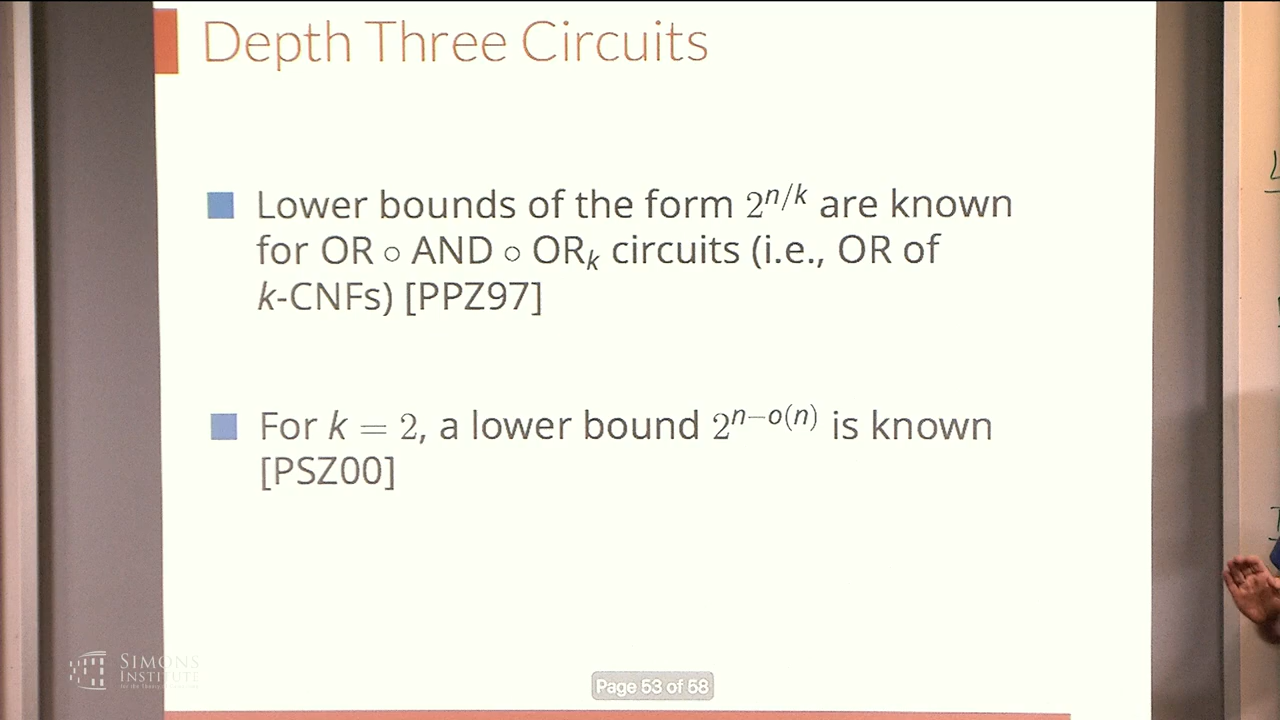 Depth Three Circuits
Lower bounds of the form 2^{n/k} are known
for OR ∘ AND ∘ OR_k circuits (i.e., OR of
k-CNFs) [PPZ97]
For k = 2, a lower bound 2^{n−o(n)} is known
[PSZ00]
SIMONS
INSTITUTE
Page 53 of 58